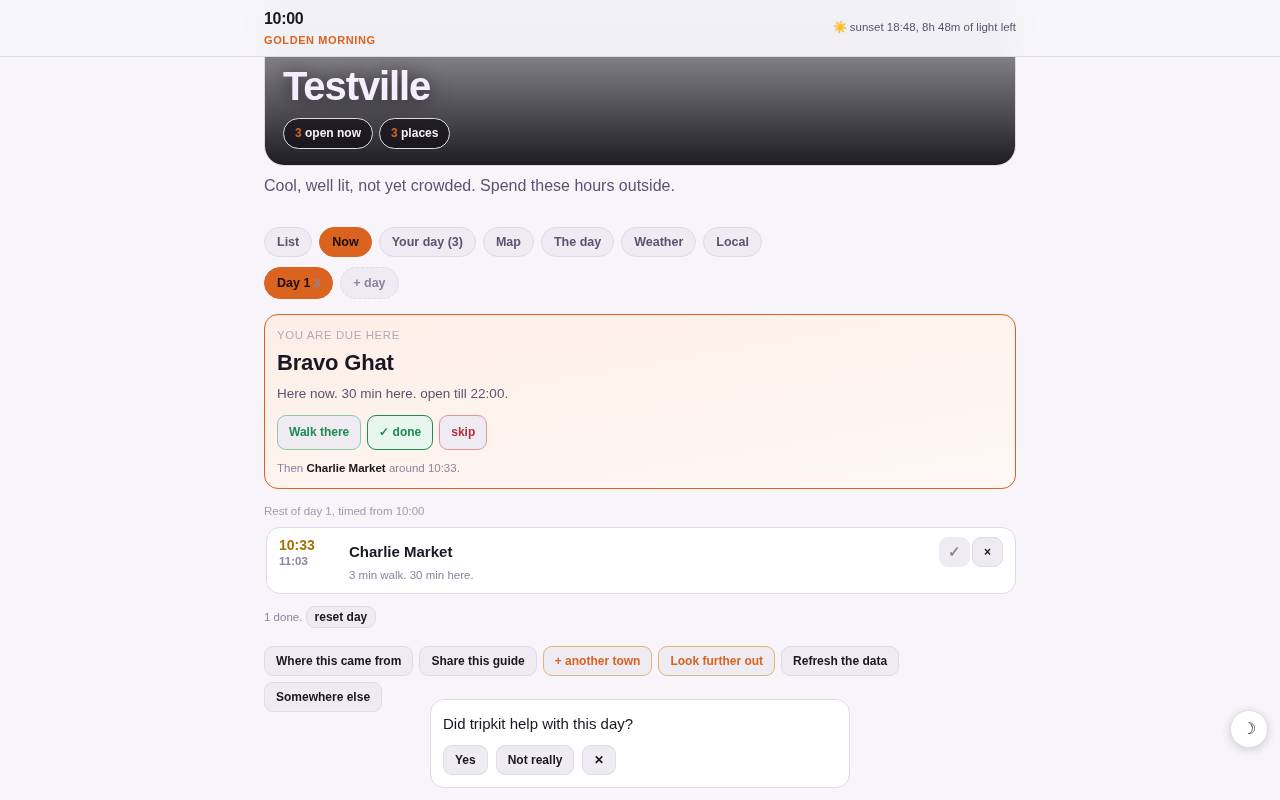 10:00
GOLDEN MORNING
☀️ sunset 18:48, 8h 48m of light left
Testville
3 open now 3 places
Cool, well lit, not yet crowded. Spend these hours outside.
List Now Your day (3) Map The day Weather Local
Day 1 × + day
YOU ARE DUE HERE
Bravo Ghat
Here now. 30 min here. open till 22:00.
Walk there ✓ done skip
Then Charlie Market around 10:33.
Rest of day 1, timed from 10:00
10:33 Charlie Market ✓ ×
11:03
3 min walk. 30 min here.
1 done. reset day
Where this came from Share this guide + another town Look further out Refresh the data
Somewhere else
Did tripkit help with this day?
Yes Not really ✕